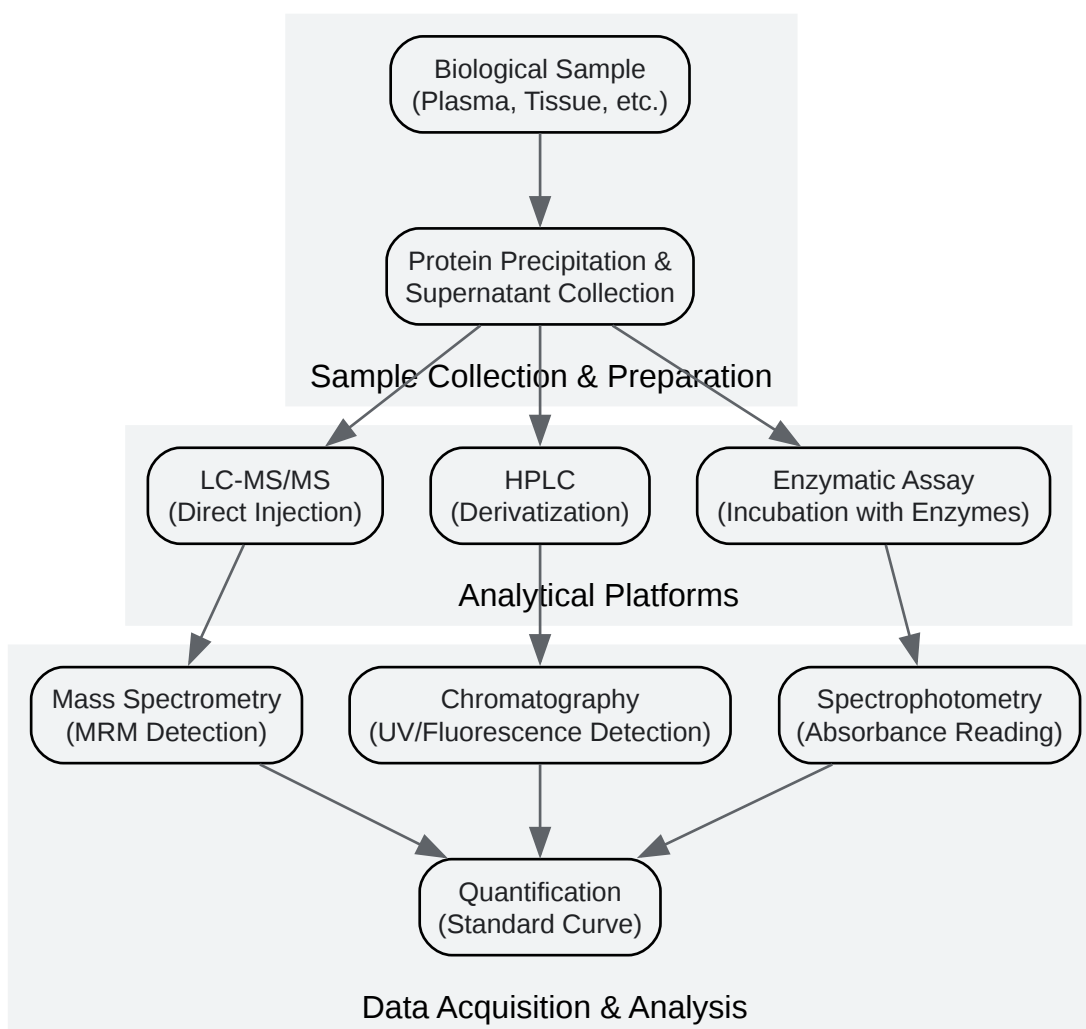 Biological Sample
(Plasma, Tissue, etc.)
Protein Precipitation &
Supernatant Collection
Sample Collection & Preparation
LC-MS/MS
(Direct Injection)
HPLC
(Derivatization)
Enzymatic Assay
(Incubation with Enzymes)
Analytical Platforms
Mass Spectrometry
(MRM Detection)
Chromatography
(UV/Fluorescence Detection)
Spectrophotometry
(Absorbance Reading)
Quantification
(Standard Curve)
Data Acquisition & Analysis